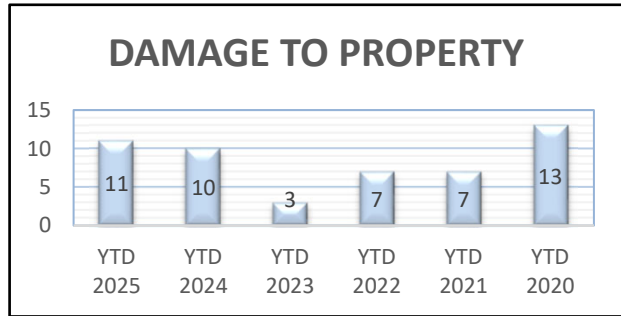 DAMAGE TO PROPERTY
15
10
5
0
11
10
3
7
7
13
YTD 2025
YTD 2024
YTD 2023
YTD 2022
YTD 2021
YTD 2020